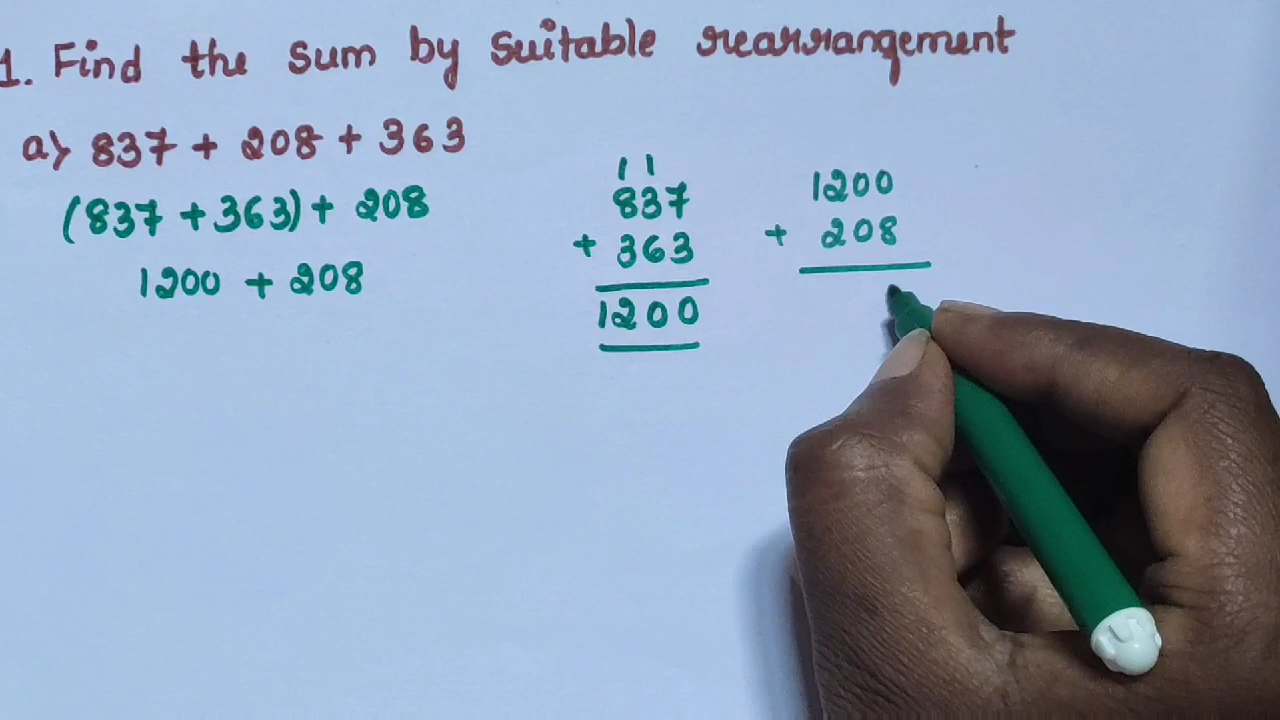 1. Find the sum by suitable rearrangement
a) 837 + 208 + 363
(837 + 363) + 208
1200 + 208
1 1
837
+ 363
1200
1200
+ 208